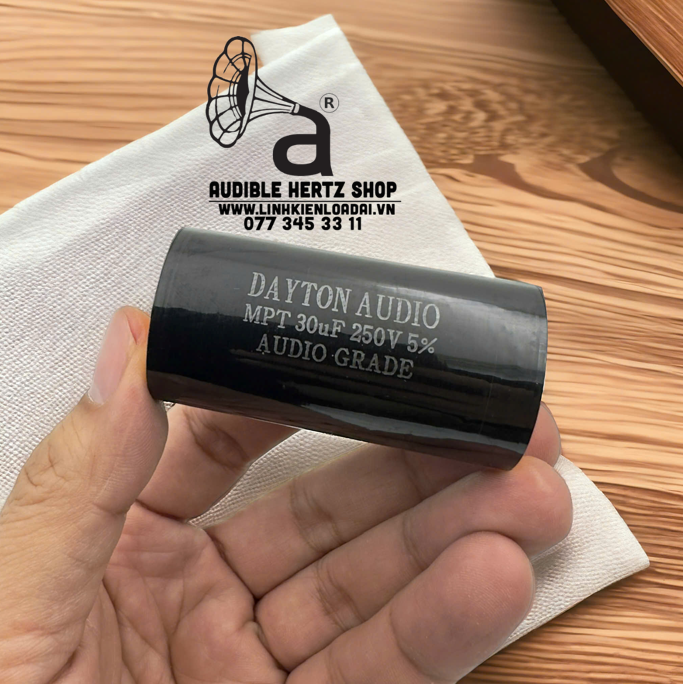 ®
a
AUDIBLE HERTZ SHOP
WWW.LINHKIENLOADAI.VN
077 345 33 11
DAYTON AUDIO
MPT 30uF 250V 5%
AUDIO GRADE